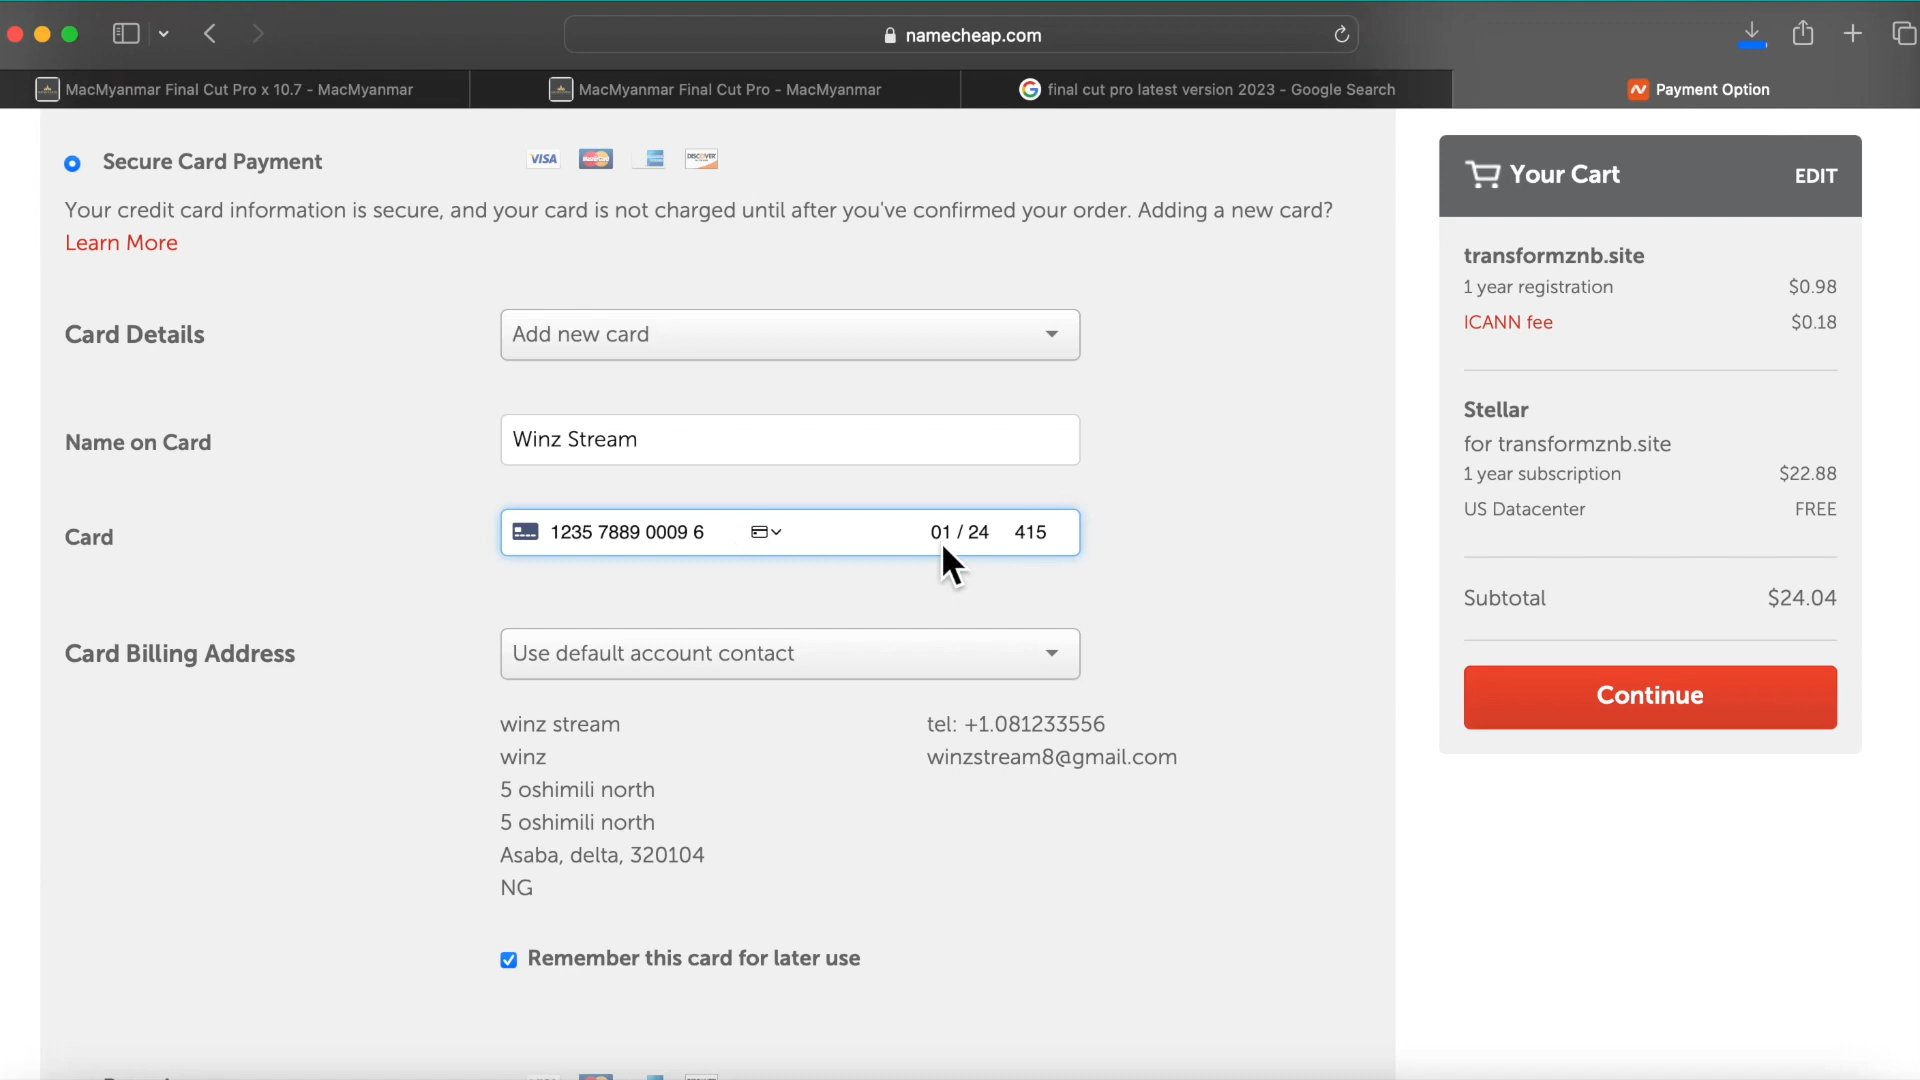 namecheap.com
MacMyanmar Final Cut Pro x 10.7 - MacMyanmar
MacMyanmar Final Cut Pro - MacMyanmar
final cut pro latest version 2023 - Google Search
Payment Option
Secure Card Payment
VISA
MasterCard
DISCOVER
Your credit card information is secure, and your card is not charged until after you've confirmed your order. Adding a new card?
Learn More
Card Details
Add new card
Name on Card
Winz Stream
Card
1235 7889 0009 6
01 / 24
415
Card Billing Address
Use default account contact
winz stream
winz
5 oshimili north
5 oshimili north
Asaba, delta, 320104
NG
tel: +1.081233556
winzstream8@gmail.com
Remember this card for later use
Your Cart
EDIT
transformznb.site
1 year registration $0.98
ICANN fee $0.18
Stellar
for transformznb.site
1 year subscription $22.88
US Datacenter FREE
Subtotal $24.04
Continue